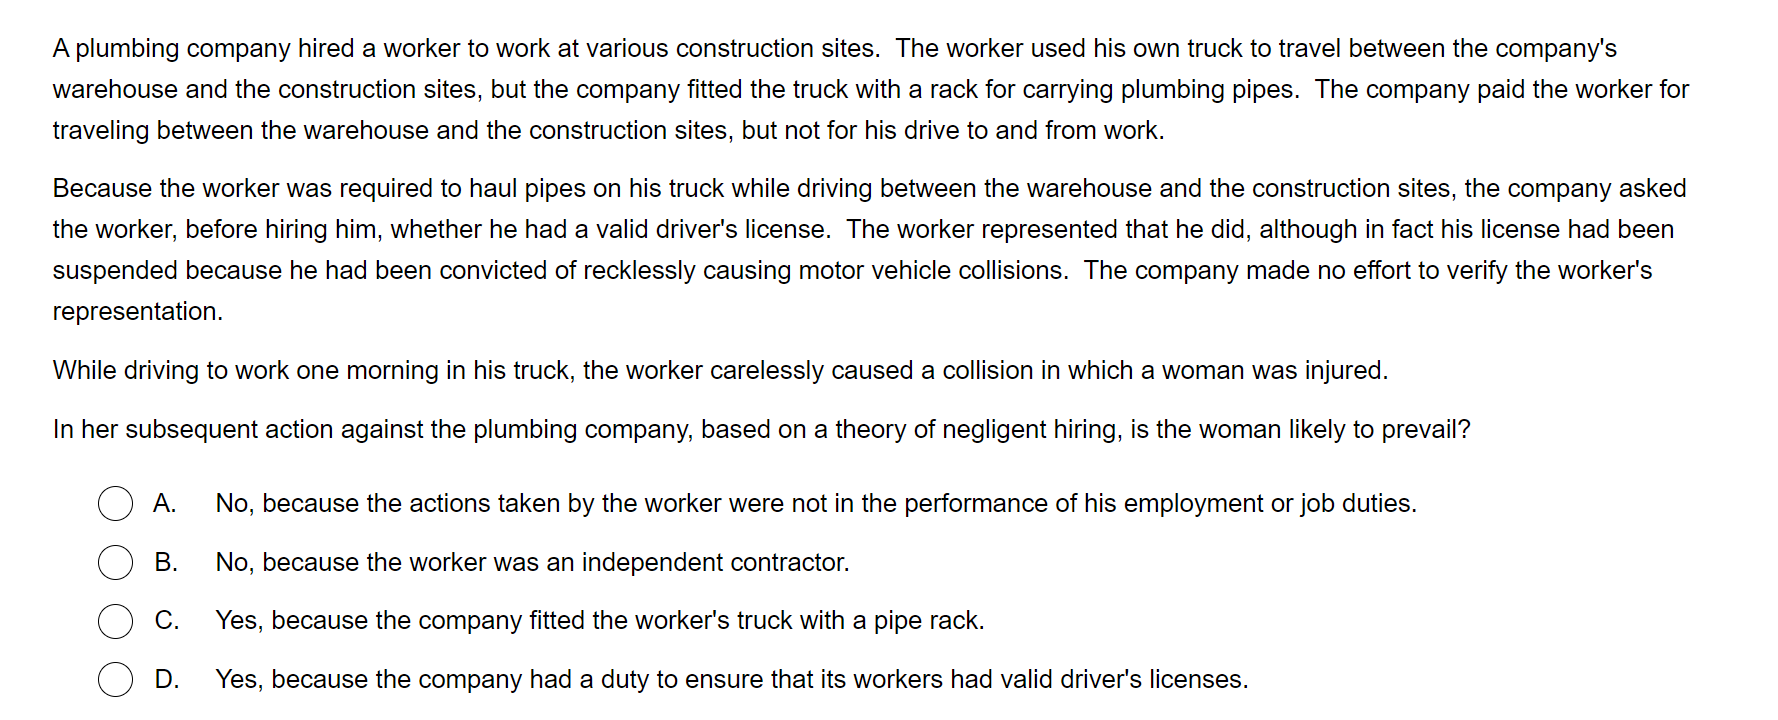 A plumbing company hired a worker to work at various construction sites.  The worker used his own truck to travel between the company's
warehouse and the construction sites, but the company fitted the truck with a rack for carrying plumbing pipes.  The company paid the worker for
traveling between the warehouse and the construction sites, but not for his drive to and from work.
Because the worker was required to haul pipes on his truck while driving between the warehouse and the construction sites, the company asked
the worker, before hiring him, whether he had a valid driver's license.  The worker represented that he did, although in fact his license had been
suspended because he had been convicted of recklessly causing motor vehicle collisions.  The company made no effort to verify the worker's
representation.
While driving to work one morning in his truck, the worker carelessly caused a collision in which a woman was injured.
In her subsequent action against the plumbing company, based on a theory of negligent hiring, is the woman likely to prevail?
A. No, because the actions taken by the worker were not in the performance of his employment or job duties.
B. No, because the worker was an independent contractor.
C. Yes, because the company fitted the worker's truck with a pipe rack.
D. Yes, because the company had a duty to ensure that its workers had valid driver's licenses.